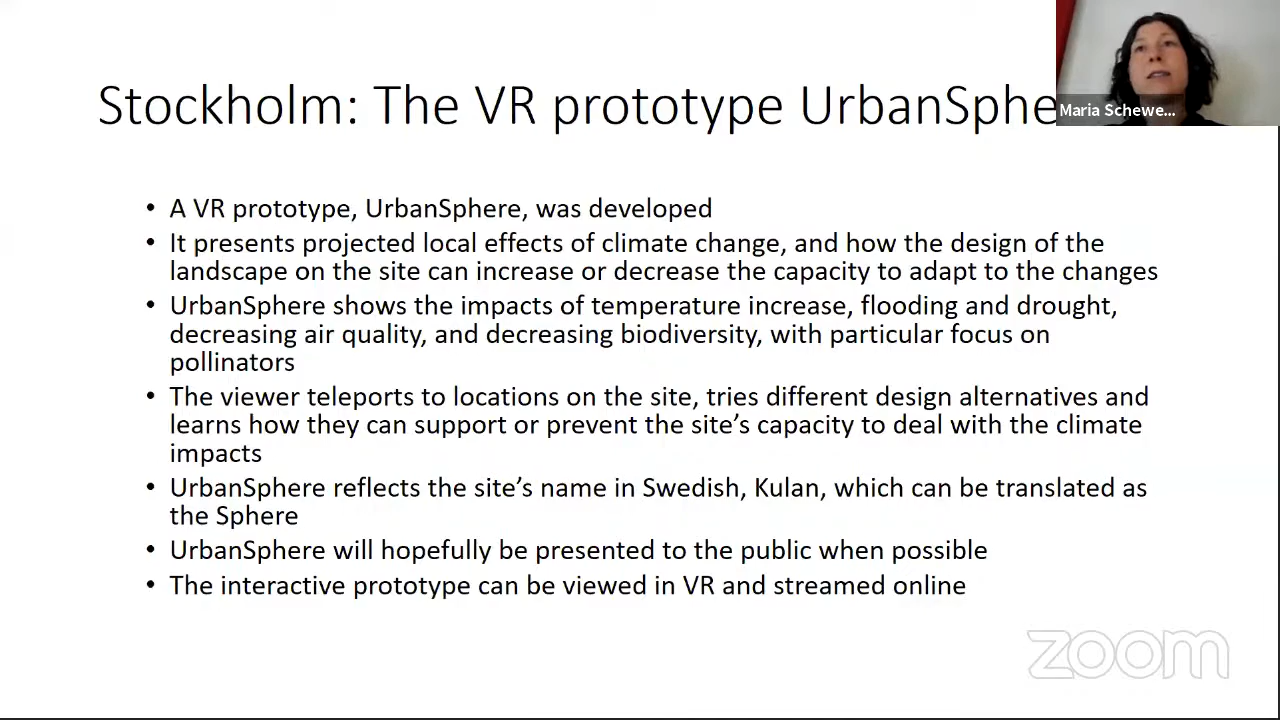 Stockholm: The VR prototype UrbanSphe
Maria Schewe...
• A VR prototype, UrbanSphere, was developed
• It presents projected local effects of climate change, and how the design of the
landscape on the site can increase or decrease the capacity to adapt to the changes
• UrbanSphere shows the impacts of temperature increase, flooding and drought,
decreasing air quality, and decreasing biodiversity, with particular focus on
pollinators
• The viewer teleports to locations on the site, tries different design alternatives and
learns how they can support or prevent the site’s capacity to deal with the climate
impacts
• UrbanSphere reflects the site’s name in Swedish, Kulan, which can be translated as
the Sphere
• UrbanSphere will hopefully be presented to the public when possible
• The interactive prototype can be viewed in VR and streamed online
zoom